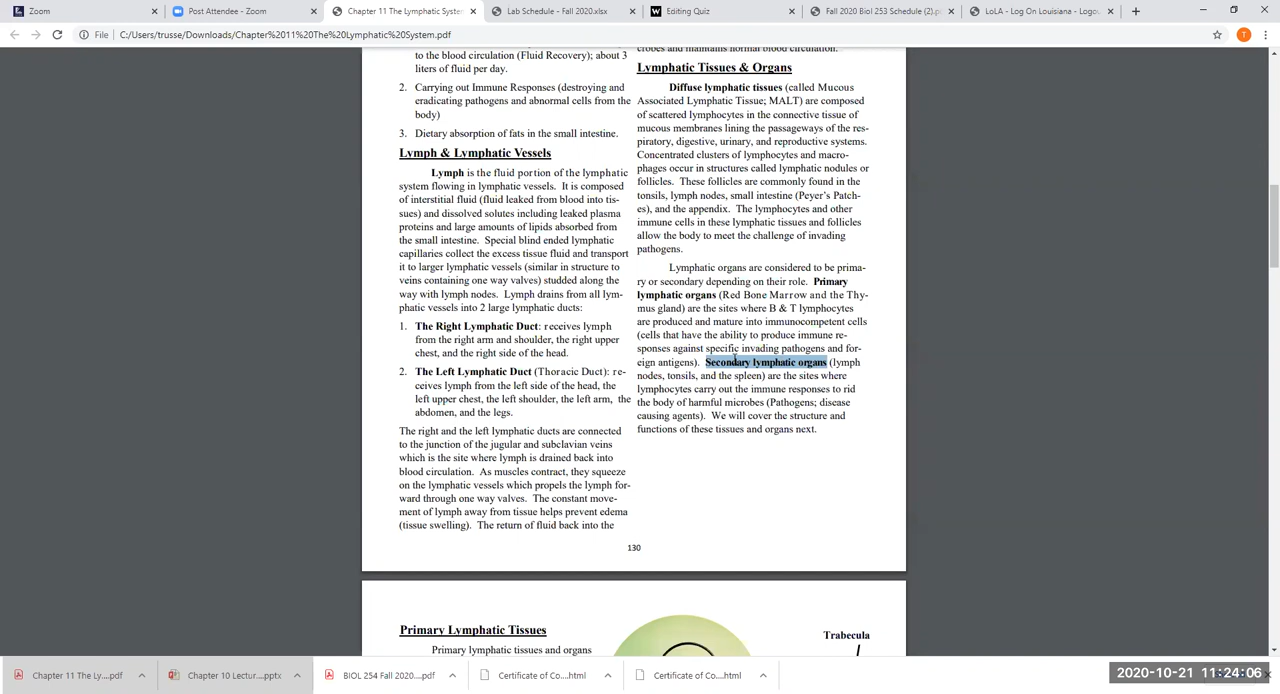 Zoom
Post Attendee - Zoom
Chapter 11 The Lymphatic System
Lab Schedule - Fall 2020.xlsx
Editing Quiz
Fall 2020 Biol 253 Schedule (2).p
LoLA - Log On Louisiana - Logou
File | C:/Users/trusse/Downloads/Chapter%2011%20The%20Lymphatic%20System.pdf
T
to the blood circulation (Fluid Recovery); about 3
liters of fluid per day.
2. Carrying out Immune Responses (destroying and
eradicating pathogens and abnormal cells from the
body)
3. Dietary absorption of fats in the small intestine.
Lymph & Lymphatic Vessels
Lymph is the fluid portion of the lymphatic
system flowing in lymphatic vessels. It is composed
of interstitial fluid (fluid leaked from blood into tis-
sues) and dissolved solutes including leaked plasma
proteins and large amounts of lipids absorbed from
the small intestine. Special blind ended lymphatic
capillaries collect the excess tissue fluid and transport
it to larger lymphatic vessels (similar in structure to
veins containing one way valves) studded along the
way with lymph nodes. Lymph drains from all lym-
phatic vessels into 2 large lymphatic ducts:
1. The Right Lymphatic Duct: receives lymph
from the right arm and shoulder, the right upper
chest, and the right side of the head.
2. The Left Lymphatic Duct (Thoracic Duct): re-
ceives lymph from the left side of the head, the
left upper chest, the left shoulder, the left arm, the
abdomen, and the legs.
The right and the left lymphatic ducts are connected
to the junction of the jugular and subclavian veins
which is the site where lymph is drained back into
blood circulation. As muscles contract, they squeeze
on the lymphatic vessels which propels the lymph for-
ward through one way valves. The constant move-
ment of lymph away from tissue helps prevent edema
(tissue swelling). The return of fluid back into the
crobes and maintains normal blood circulation.
Lymphatic Tissues & Organs
Diffuse lymphatic tissues (called Mucous
Associated Lymphatic Tissue; MALT) are composed
of scattered lymphocytes in the connective tissue of
mucous membranes lining the passageways of the res-
piratory, digestive, urinary, and reproductive systems.
Concentrated clusters of lymphocytes and macro-
phages occur in structures called lymphatic nodules or
follicles. These follicles are commonly found in the
tonsils, lymph nodes, small intestine (Peyer's Patch-
es), and the appendix. The lymphocytes and other
immune cells in these lymphatic tissues and follicles
allow the body to meet the challenge of invading
pathogens.
Lymphatic organs are considered to be prima-
ry or secondary depending on their role. Primary
lymphatic organs (Red Bone Marrow and the Thy-
mus gland) are the sites where B & T lymphocytes
are produced and mature into immunocompetent cells
(cells that have the ability to produce immune re-
sponses against specific invading pathogens and for-
eign antigens). Secondary lymphatic organs (lymph
nodes, tonsils, and the spleen) are the sites where
lymphocytes carry out the immune responses to rid
the body of harmful microbes (Pathogens; disease
causing agents). We will cover the structure and
functions of these tissues and organs next.
130
Primary Lymphatic Tissues
Primary lymphatic tissues and organs
Trabecula
Chapter 11 The Ly....pdf
Chapter 10 Lectur....pptx
BIOL 254 Fall 2020....pdf
Certificate of Co....html
Certificate of Co....html
2020-10-21 11:24:06